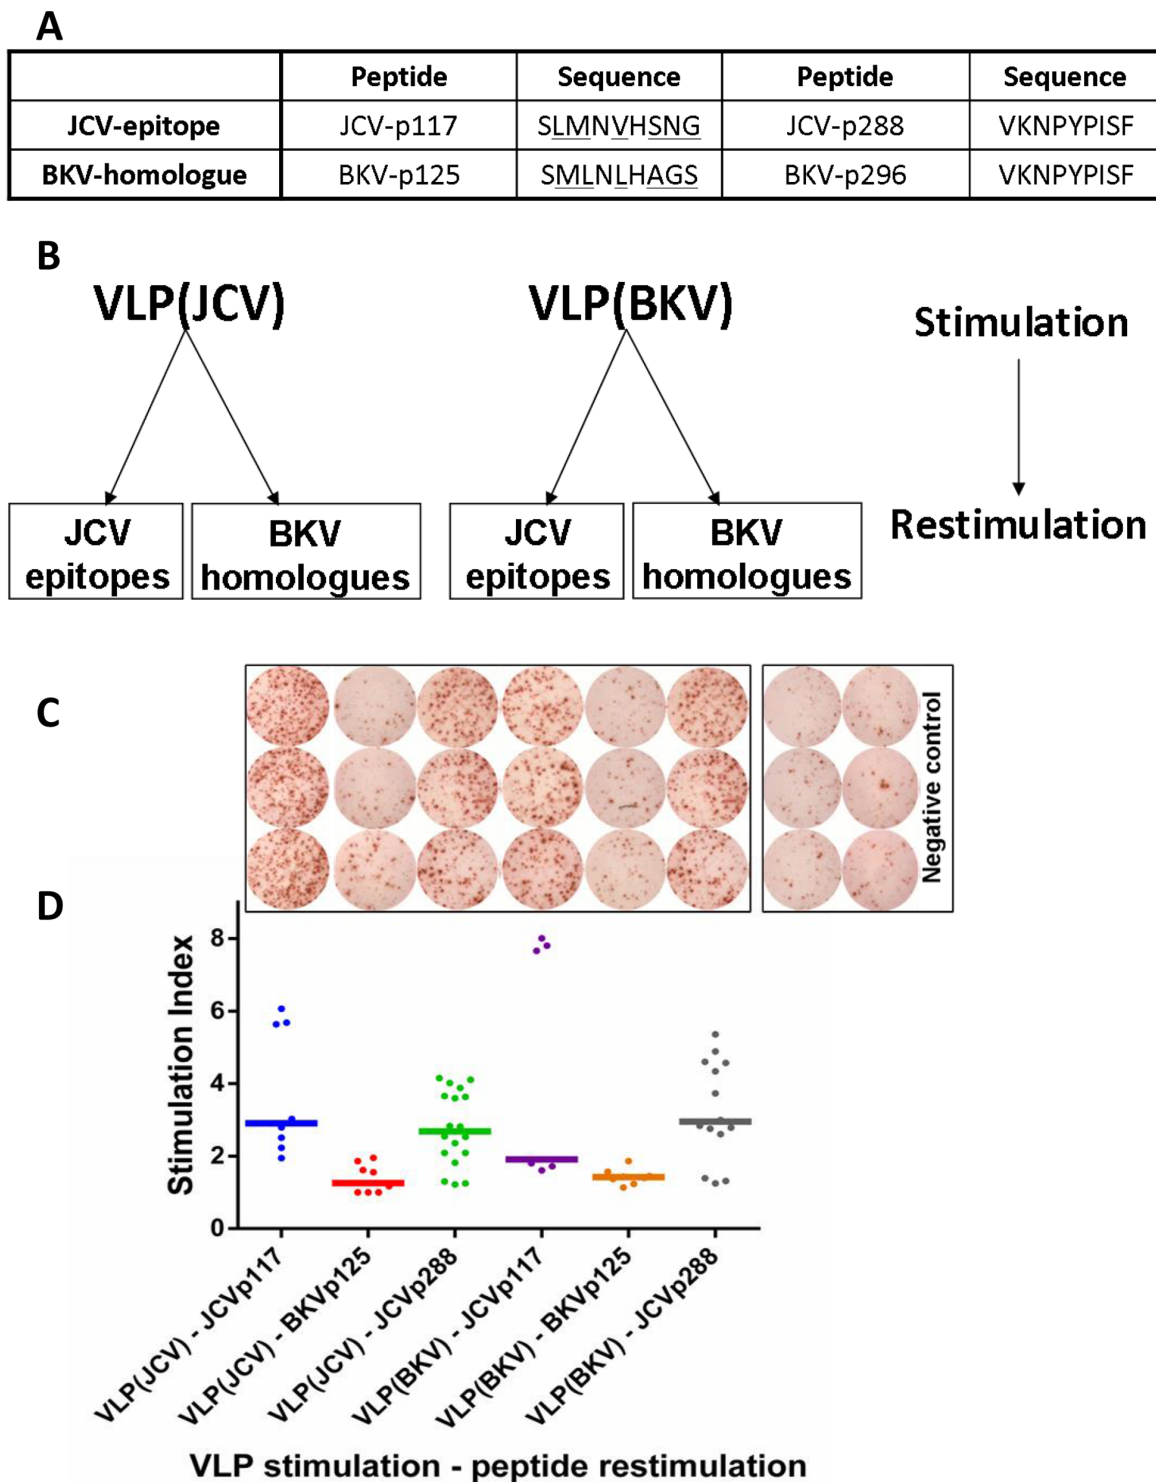 A
Peptide Sequence Peptide Sequence
JCV-epitope JCV-p117 SLMNVHSNG JCV-p288 VKNPYPISF
BKV-homologue BKV-p125 SMLNLHAGS BKV-p296 VKNPYPISF
B
VLP(JCV) VLP(BKV) Stimulation
JCV epitopes
BKV homologues
JCV epitopes
BKV homologues
Restimulation
C
Negative control
D
Stimulation Index
8
6
4
2
0
VLP(JCV) - JCVp117
VLP(JCV) - BKVp125
VLP(JCV) - JCVp288
VLP(BKV) - JCVp117
VLP(BKV) - BKVp125
VLP(BKV) - JCVp288
VLP stimulation - peptide restimulation